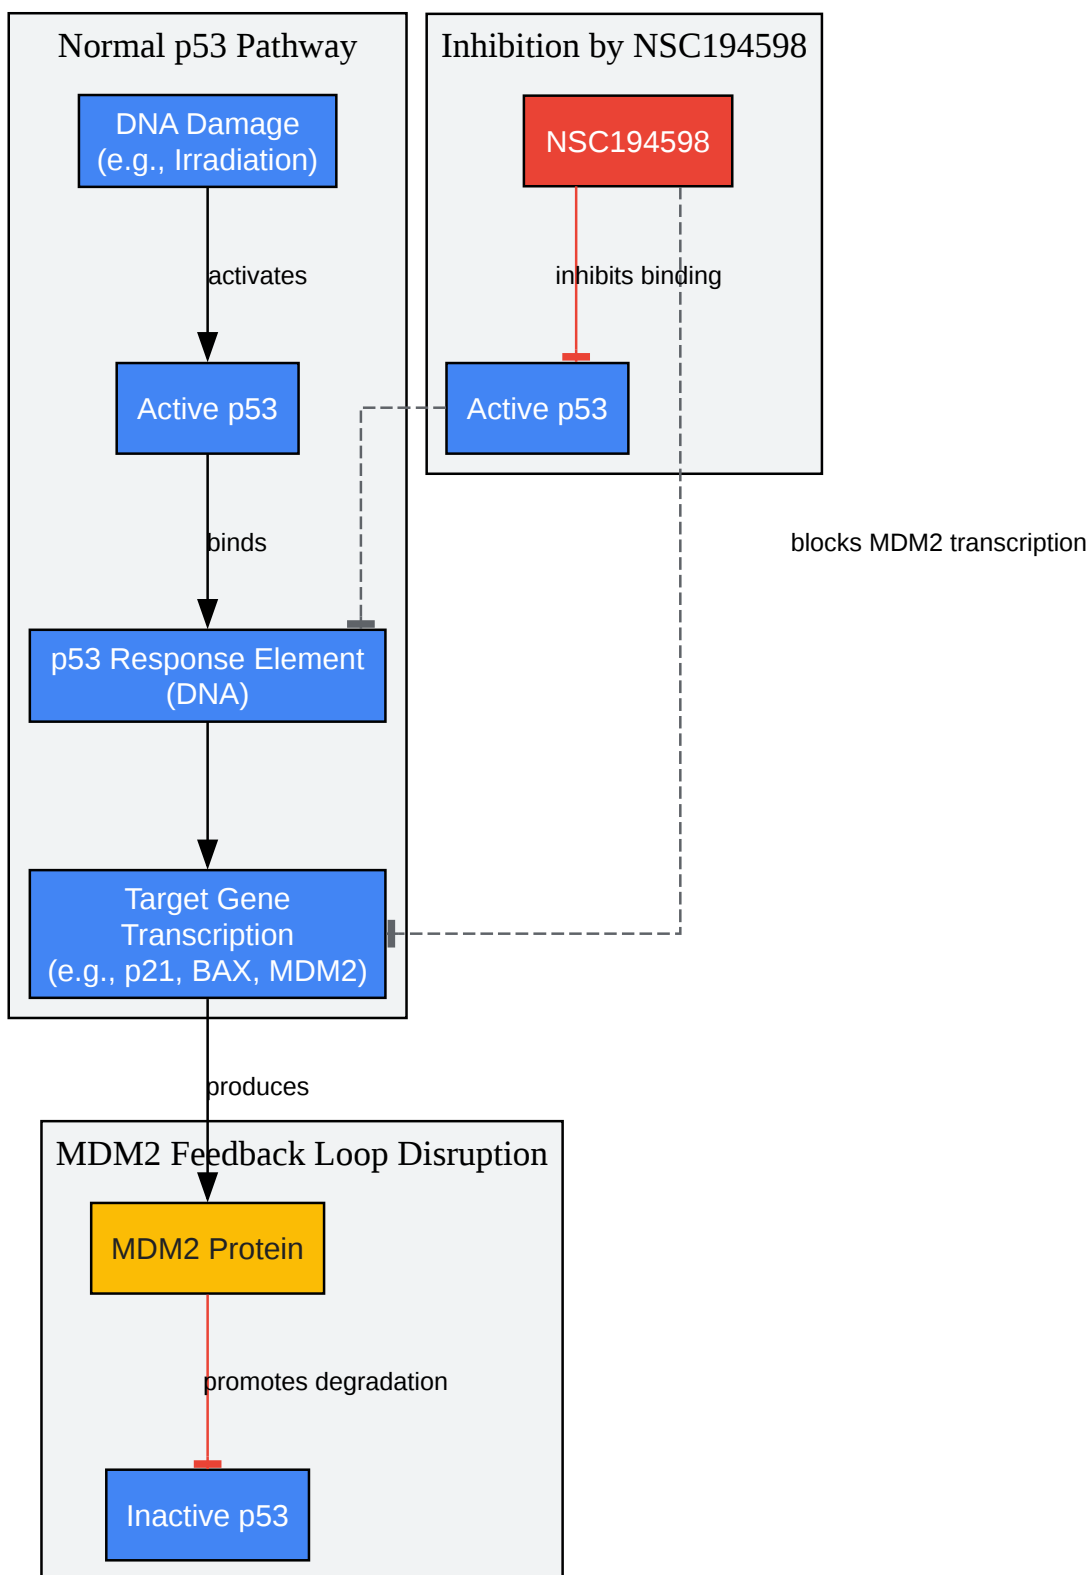 Normal p53 Pathway
DNA Damage
(e.g., Irradiation)
activates
Active p53
binds
p53 Response Element
(DNA)
Target Gene
Transcription
(e.g., p21, BAX, MDM2)
Inhibition by NSC194598
NSC194598
inhibits binding
Active p53
blocks MDM2 transcription
produces
MDM2 Feedback Loop Disruption
MDM2 Protein
promotes degradation
Inactive p53